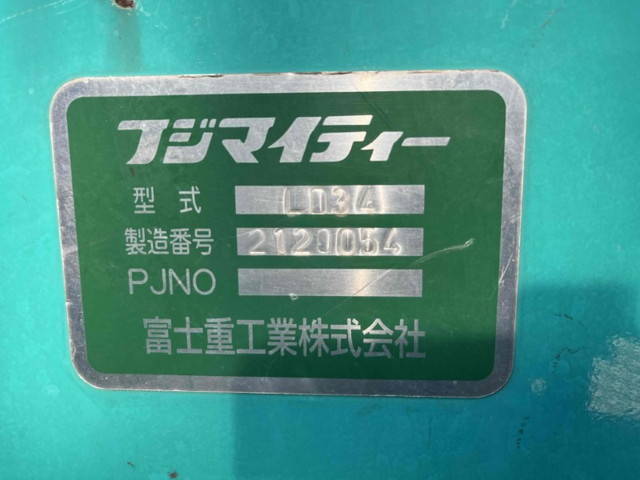 フジマイティー
型式 LD34
製造番号 2120054
PJNO
富士重工業株式会社